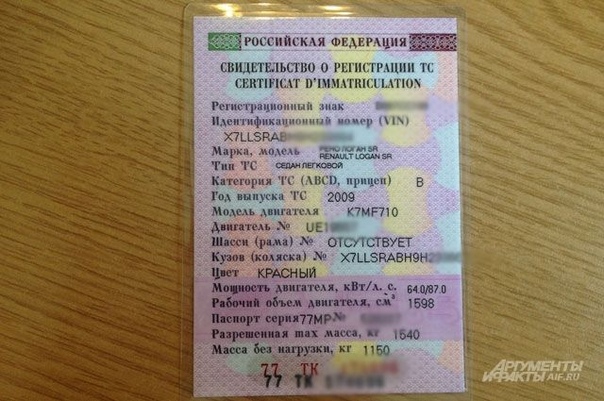 РОССИЙСКАЯ ФЕДЕРАЦИЯ
СВИДЕТЕЛЬСТВО О РЕГИСТРАЦИИ ТС
CERTIFICAT D'IMMATRICULATION
Регистрационный знак
Идентификационный номер (VIN)
X7LLSRAB
Марка, модель РЕНО ЛОГАН SR
RENAULT LOGAN SR
Тип ТС СЕДАН ЛЕГКОВОЙ
Категория ТС (ABCD, прицеп) B
Год выпуска ТС 2009
Модель двигателя K7MF710
Двигатель № UE
Шасси (рама) № ОТСУТСТВУЕТ
Кузов (коляска) № X7LLSRABH9H
Цвет КРАСНЫЙ
Мощность двигателя, кВт/л. с. 64.0/87.0
Рабочий объем двигателя, см³ 1598
Паспорт серия 77МР №
Разрешенная max масса, кг 1540
Масса без нагрузки, кг 1150
77 ТК
77 ТК
АРГУМЕНТЫ
И ФАКТЫ AIF.RU